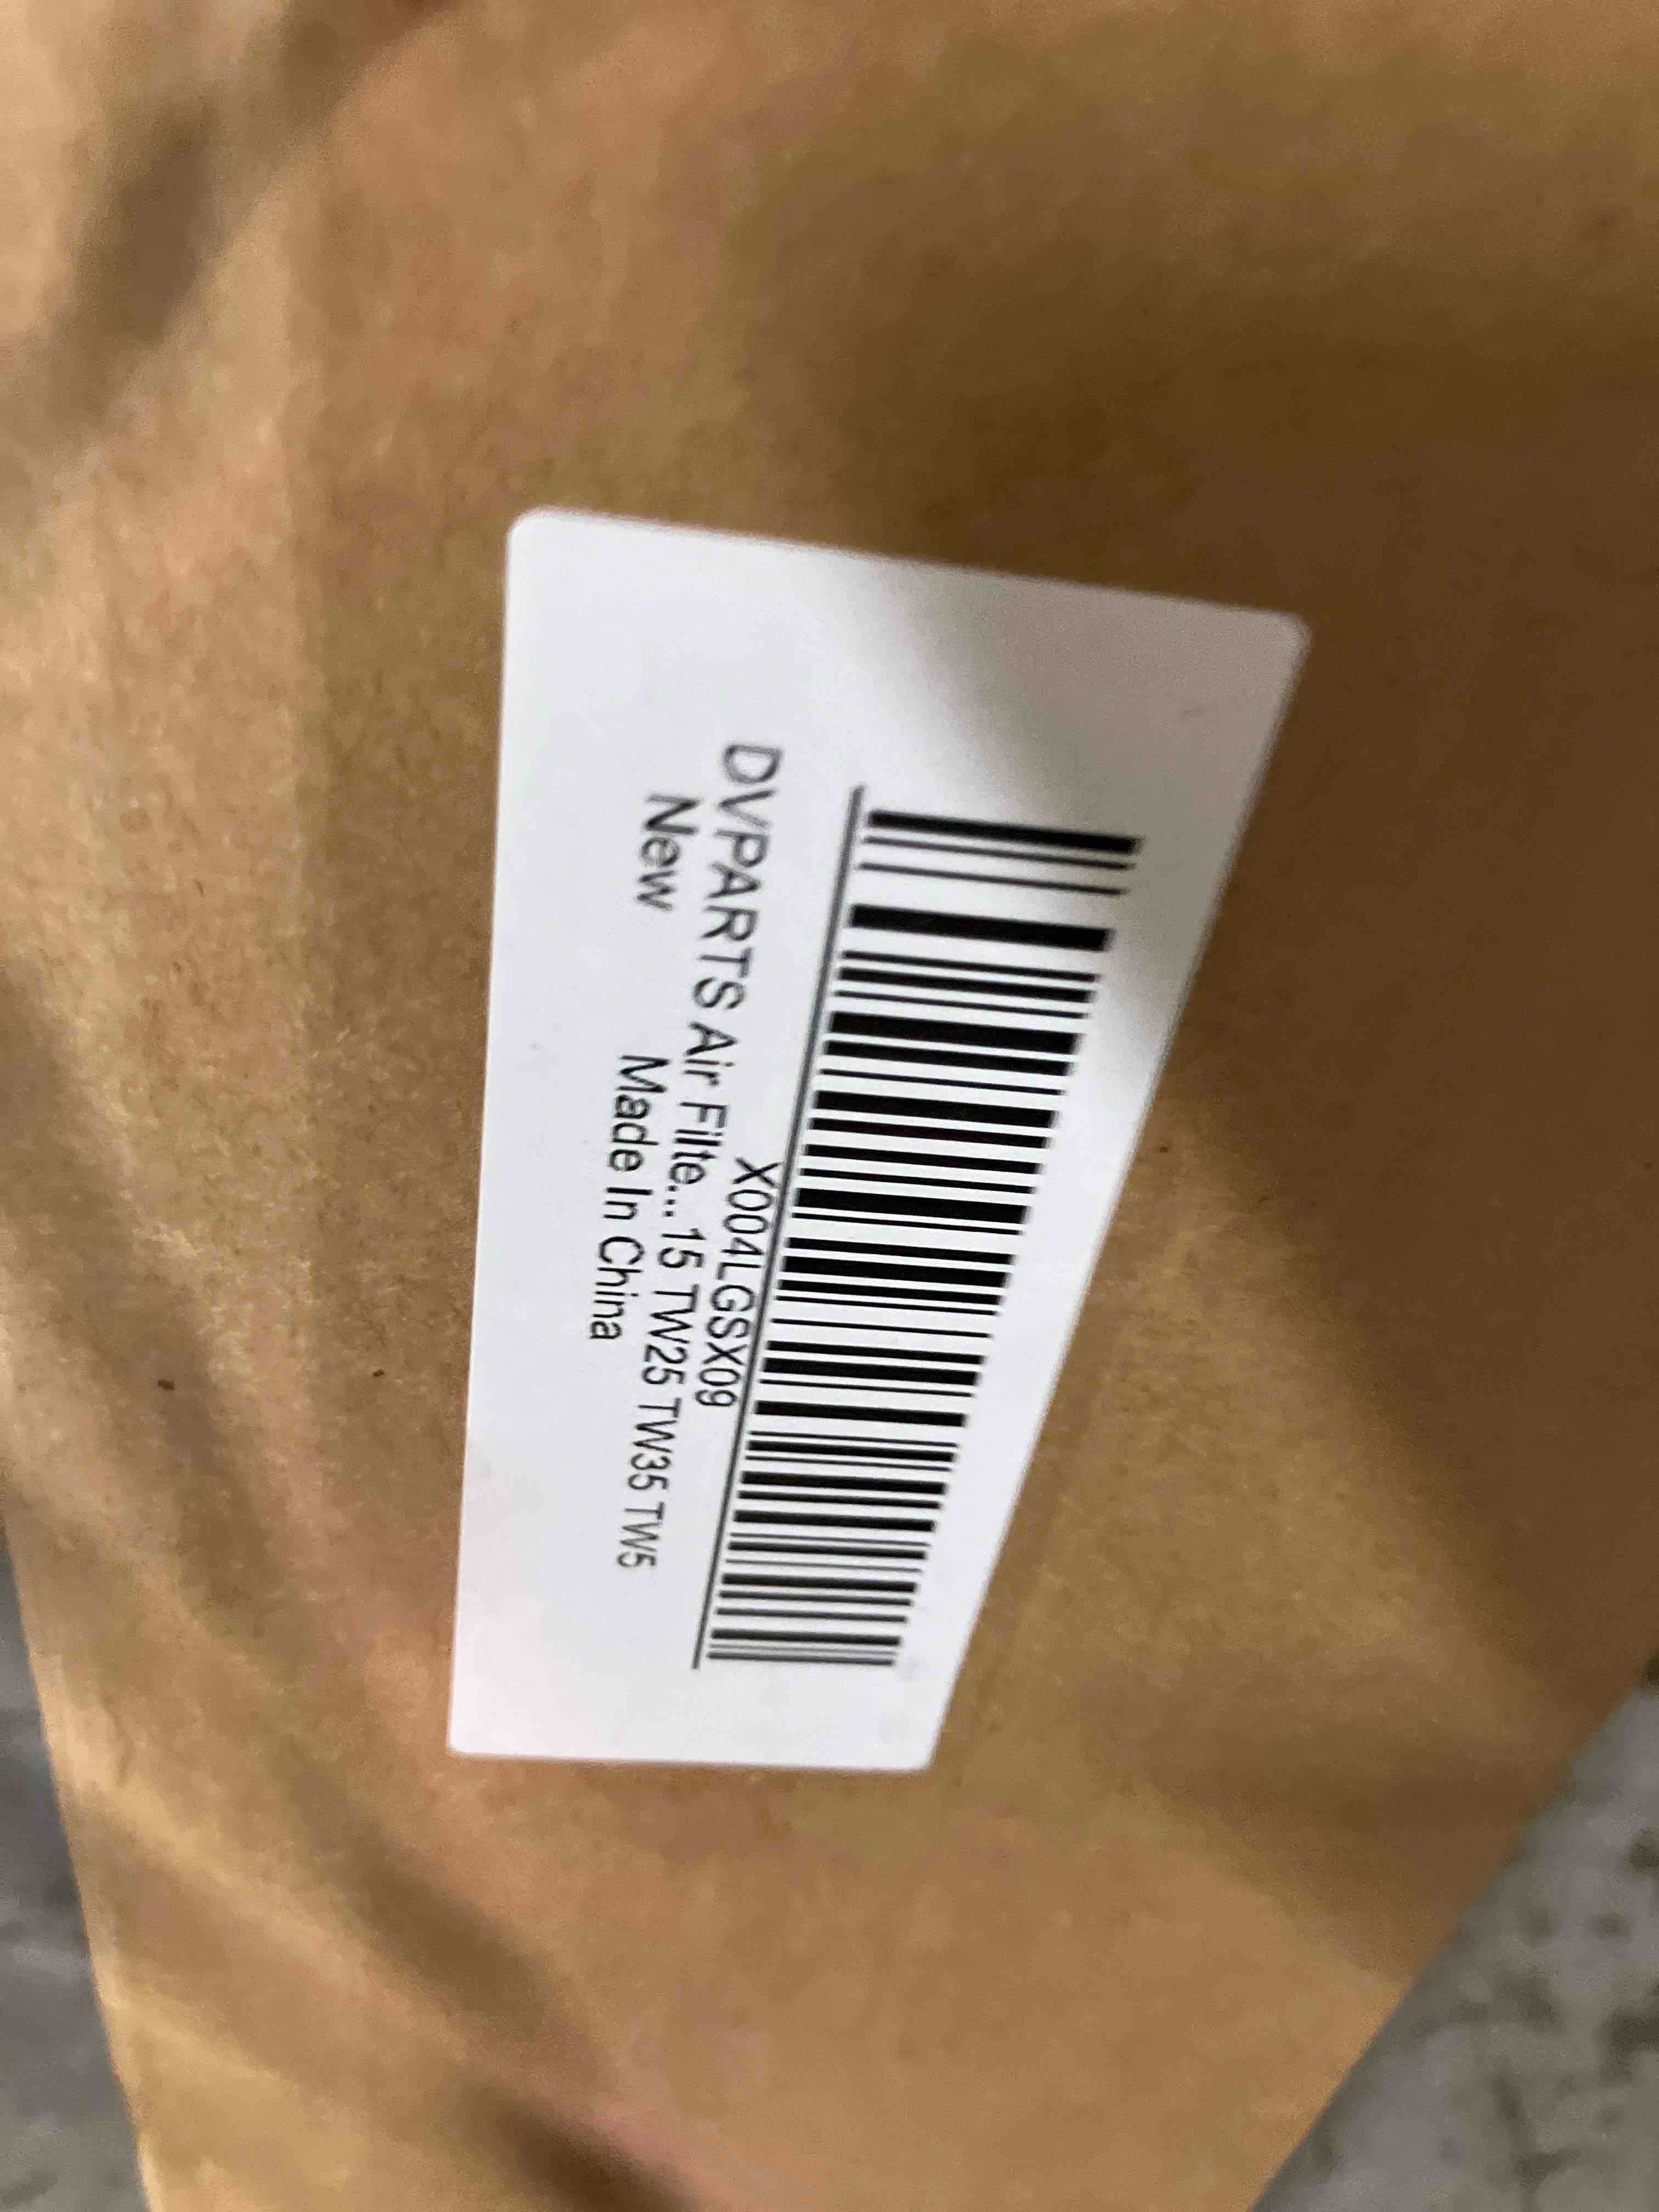 X004LGSX09
DVPARTS Air Filte... 15 TW25 TW35 TW5
New
Made In China